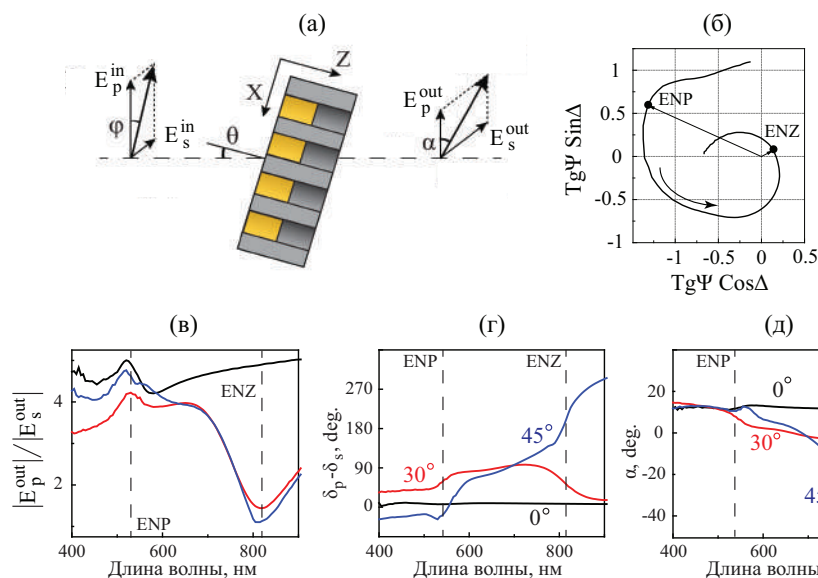 (а)
E_p^in
E_s^in
φ
θ
X
Z
E_p^out
E_s^out
α
(б)
TgΨ SinΔ
1
0.5
0
-0.5
-1
ENP
ENZ
-1
-0.5
0
0.5
TgΨ CosΔ
(в)
|E_p^out|/|E_s^out|
4
2
ENZ
ENP
400
600
800
Длина волны, нм
(г)
δ_p-δ_s, deg.
270
180
90
0
ENP
ENZ
45°
30°
0°
400
600
800
Длина волны, нм
(д)
α, deg.
20
0
-20
-40
ENP
0°
30°
45
400
600
Длина волны, нм